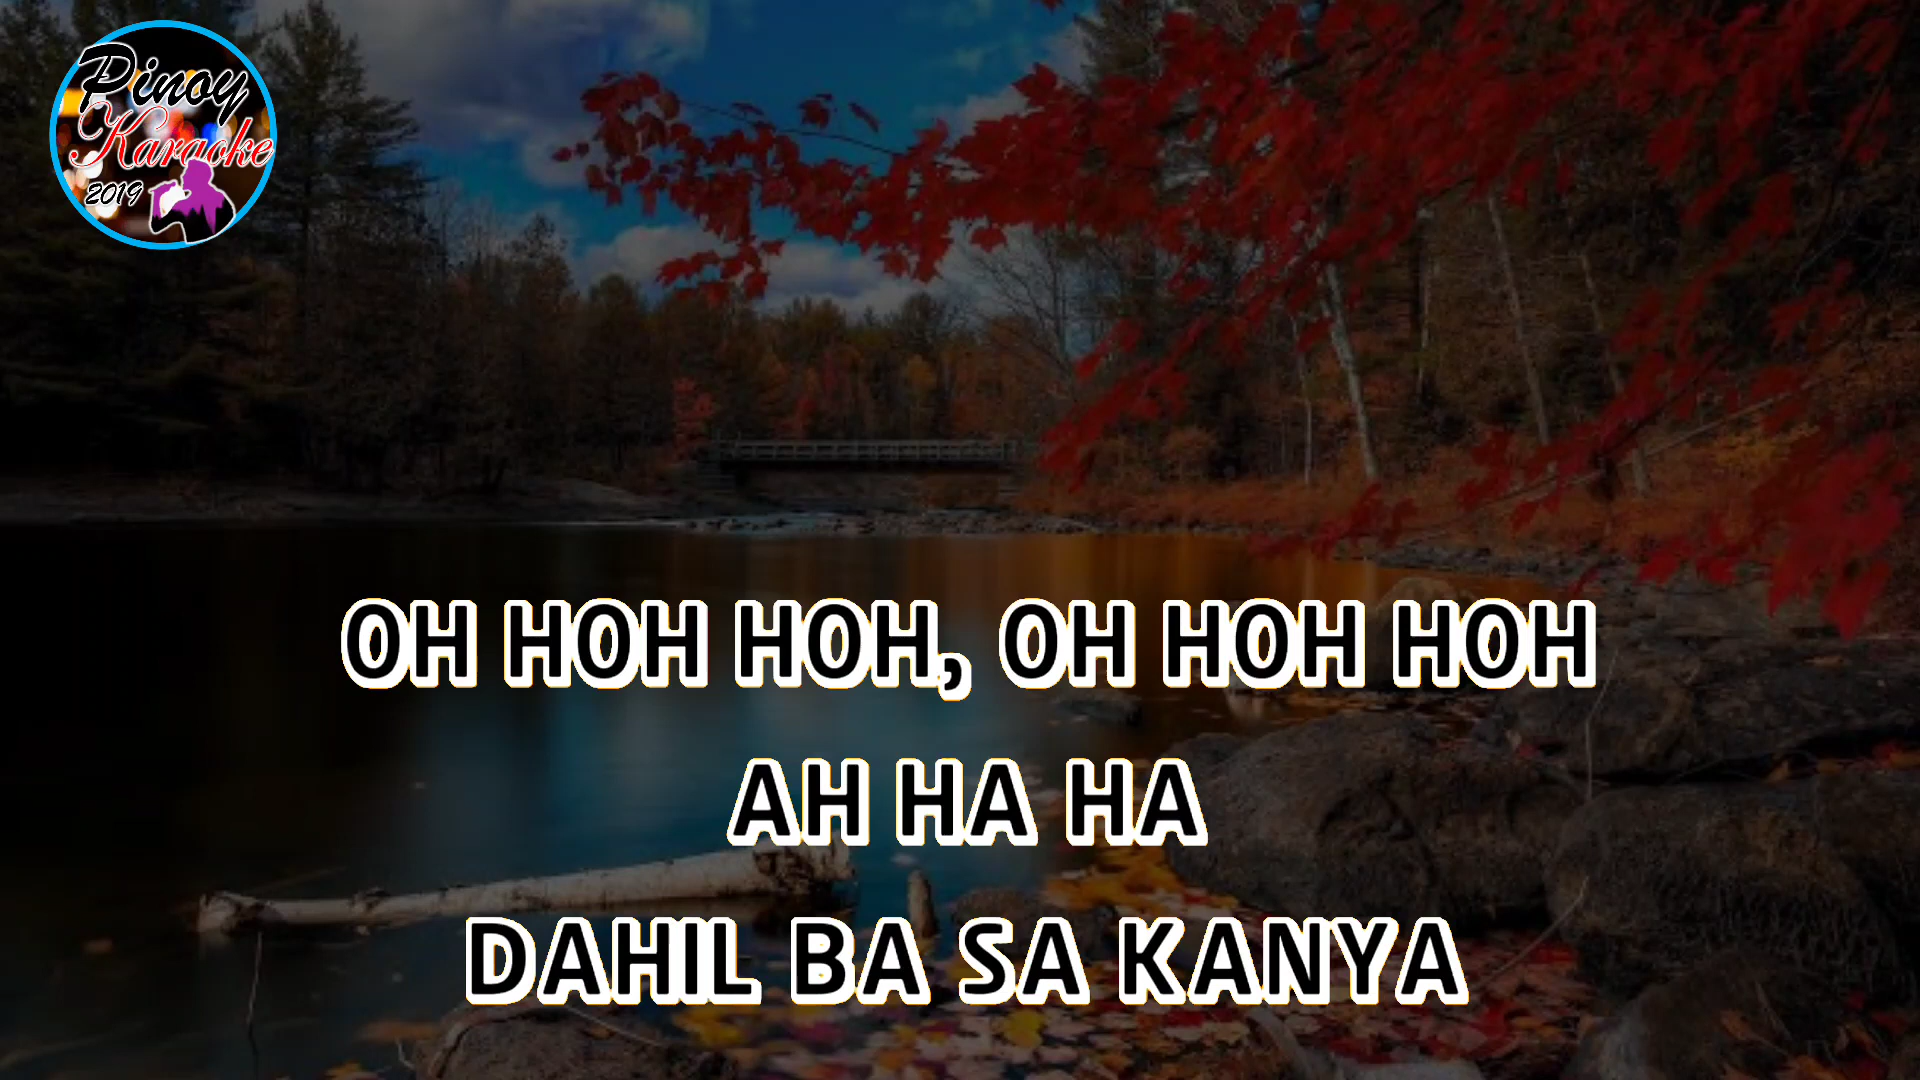 Pinoy
Karaoke
2019
OH HOH HOH, OH HOH HOH
AH HA HA
DAHIL BA SA KANYA